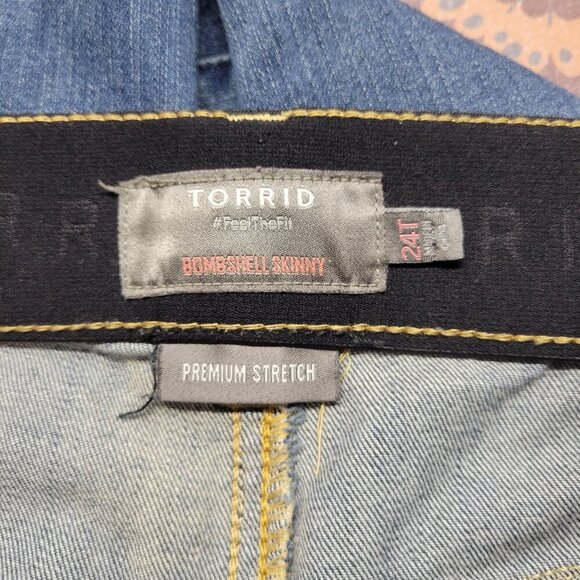 TORRID
#FeelTheFit
BOMBSHELL SKINNY
24T
PREMIUM STRETCH